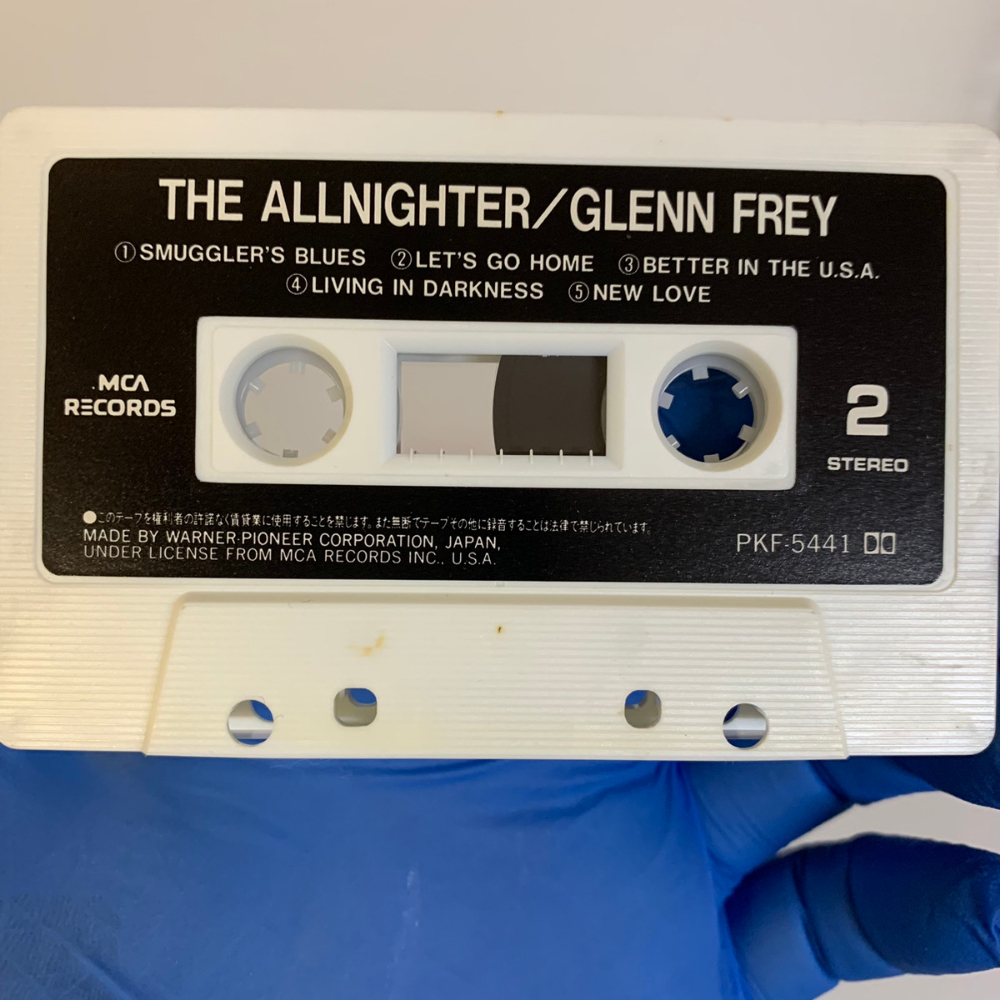 THE ALLNIGHTER/GLENN FREY
①SMUGGLER'S BLUES ②LET'S GO HOME ③BETTER IN THE U.S.A.
④LIVING IN DARKNESS ⑤NEW LOVE
MCA
RECORDS
2
STEREO
●このテープを権利者の許諾なく賃貸業に使用することを禁じます。また無断でテープその他に録音することは法律で禁じられています。
MADE BY WARNER-PIONEER CORPORATION, JAPAN,
UNDER LICENSE FROM MCA RECORDS INC., U.S.A.
PKF-5441